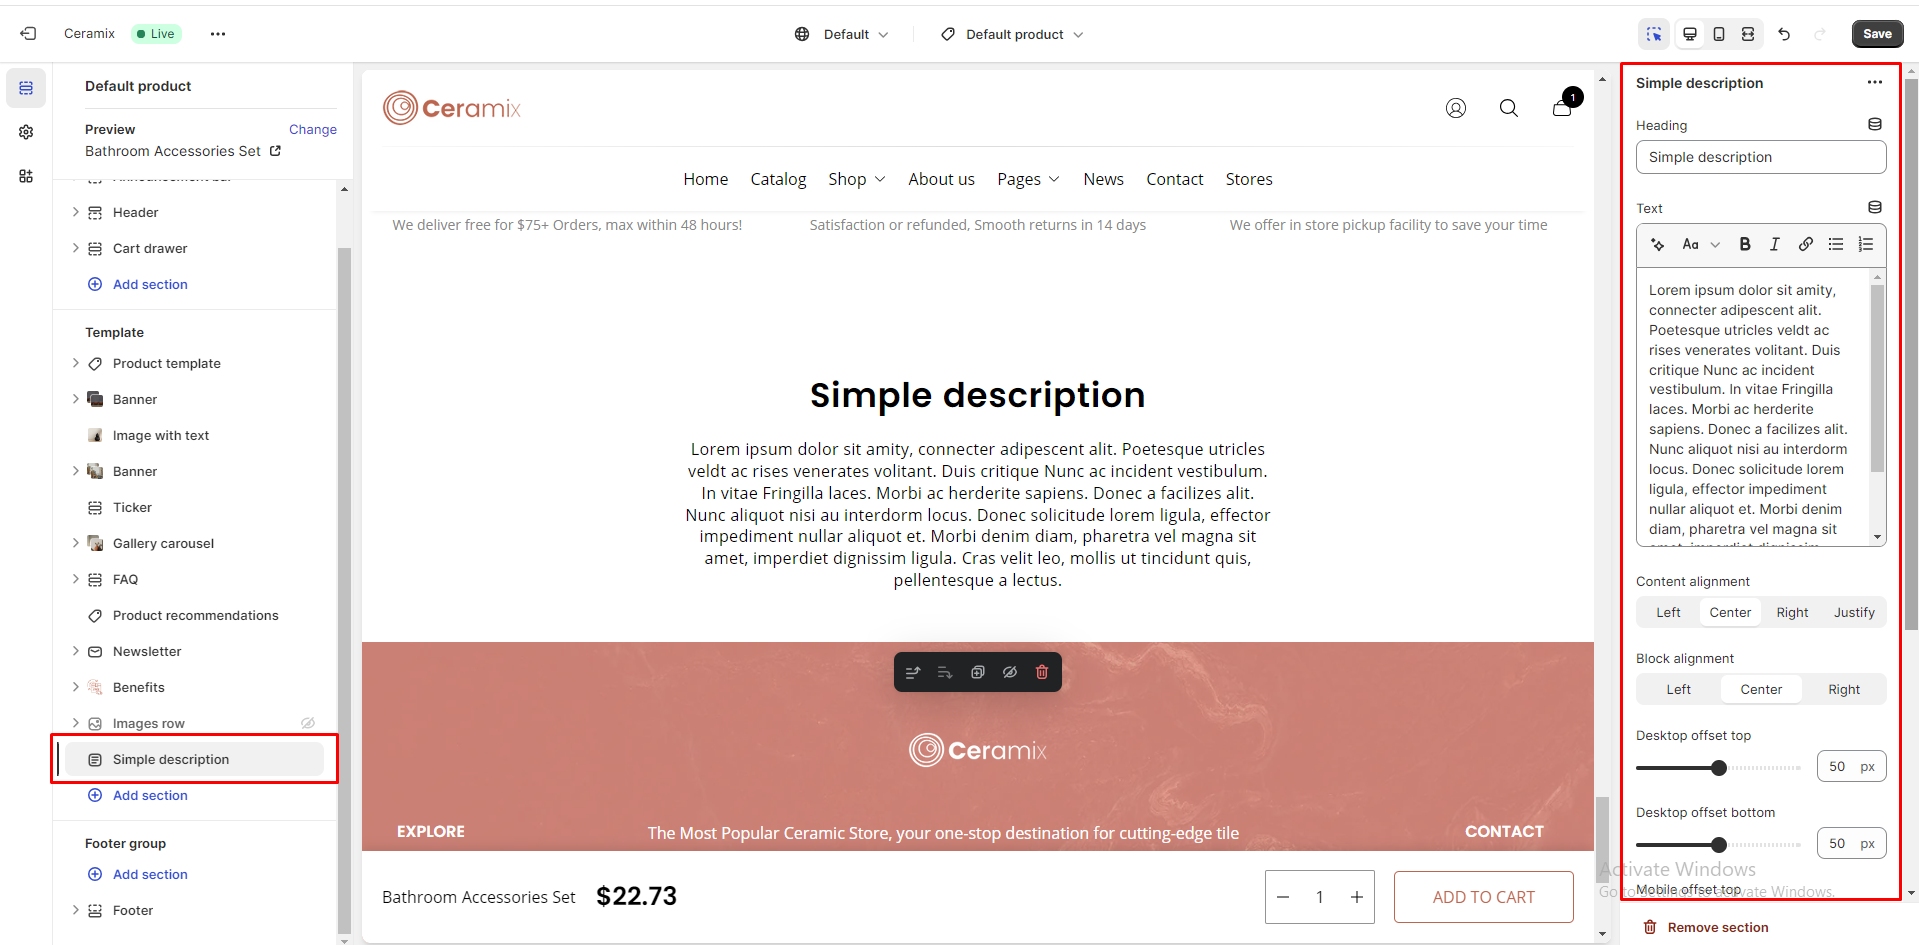 Ceramix
Live
Default
Default product
Save
Default product
Preview
Change
Bathroom Accessories Set
Header
Cart drawer
Add section
Template
Product template
Banner
Image with text
Banner
Ticker
Gallery carousel
FAQ
Product recommendations
Newsletter
Benefits
Images row
Simple description
Add section
Footer group
Add section
Footer
Ceramix
1
Home Catalog Shop About us Pages News Contact Stores
We deliver free for $75+ Orders, max within 48 hours!
Satisfaction or refunded, Smooth returns in 14 days
We offer in store pickup facility to save your time
Simple description
Lorem ipsum dolor sit amity, connecter adipescent alit. Poetesque utricles
veldt ac rises venerates volitant. Duis critique Nunc ac incident vestibulum.
In vitae Fringilla laces. Morbi ac herderite sapiens. Donec a facilizes alit.
Nunc aliquot nisi au interdorm locus. Donec solicitude lorem ligula, effector
impediment nullar aliquot et. Morbi denim diam, pharetra vel magna sit
amet, imperdiet dignissim ligula. Cras velit leo, mollis ut tincidunt quis,
pellentesque a lectus.
Ceramix
EXPLORE
The Most Popular Ceramic Store, your one-stop destination for cutting-edge tile
CONTACT
Bathroom Accessories Set $22.73
1
ADD TO CART
Simple description
Heading
Simple description
Text
Aa B I
Lorem ipsum dolor sit amity,
connecter adipescent alit.
Poetesque utricles veldt ac
rises venerates volitant. Duis
critique Nunc ac incident
vestibulum. In vitae Fringilla
laces. Morbi ac herderite
sapiens. Donec a facilizes alit.
Nunc aliquot nisi au interdorm
locus. Donec solicitude lorem
ligula, effector impediment
nullar aliquot et. Morbi denim
diam, pharetra vel magna sit
Content alignment
Left Center Right Justify
Block alignment
Left Center Right
Desktop offset top
50 px
Desktop offset bottom
50 px
Activate Windows
Mobile offset top
Go to Settings to activate Windows.
Remove section